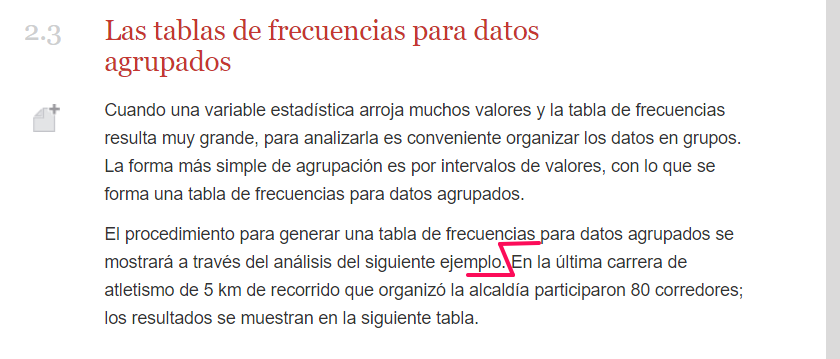 2.3 Las tablas de frecuencias para datos
agrupados
Cuando una variable estadística arroja muchos valores y la tabla de frecuencias
resulta muy grande, para analizarla es conveniente organizar los datos en grupos.
La forma más simple de agrupación es por intervalos de valores, con lo que se
forma una tabla de frecuencias para datos agrupados.
El procedimiento para generar una tabla de frecuencias para datos agrupados se
mostrará a través del análisis del siguiente ejemplo. En la última carrera de
atletismo de 5 km de recorrido que organizó la alcaldía participaron 80 corredores;
los resultados se muestran en la siguiente tabla.